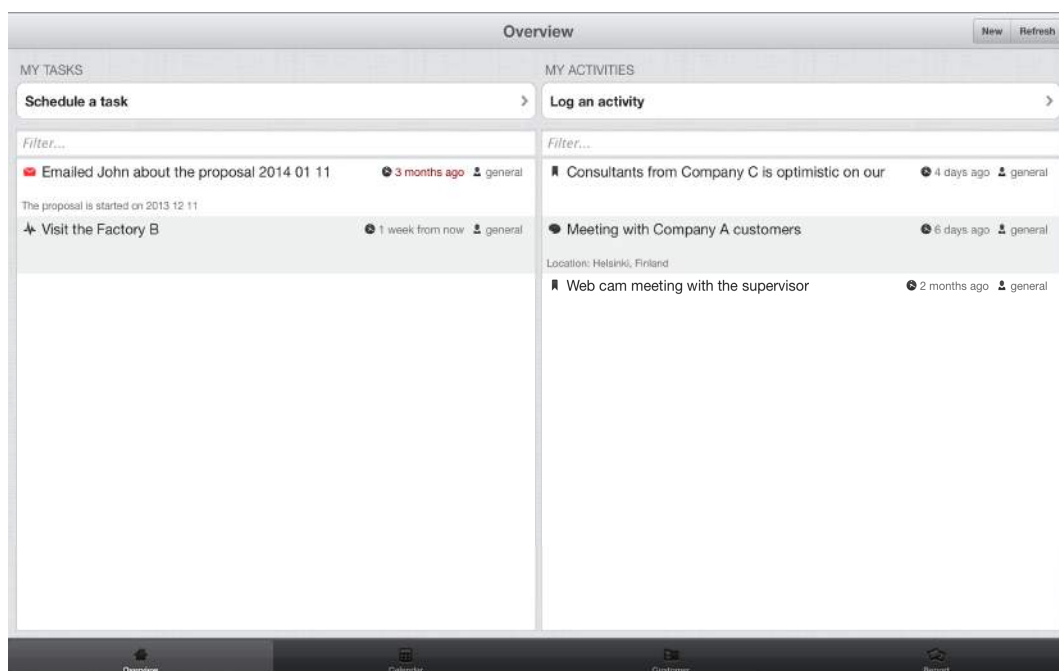 Overview
New Refresh
MY TASKS
Schedule a task
Filter...
Emailed John about the proposal 2014 01 11 3 months ago general
The proposal is started on 2013 12 11
Visit the Factory B 1 week from now general
MY ACTIVITIES
Log an activity
Filter...
Consultants from Company C is optimistic on our 4 days ago general
Meeting with Company A customers 6 days ago general
Location: Helsinki, Finland
Web cam meeting with the supervisor 2 months ago general
Overview Calendar Customer Report